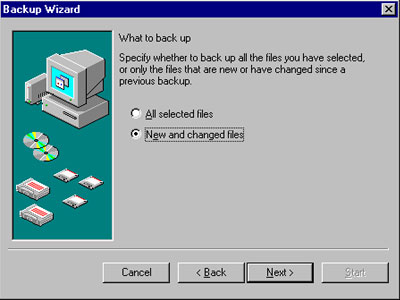 Backup Wizard
What to back up
Specify whether to back up all the files you have selected,
or only the files that are new or have changed since a
previous backup.
All selected files
New and changed files
Cancel
< Back
Next >
Start